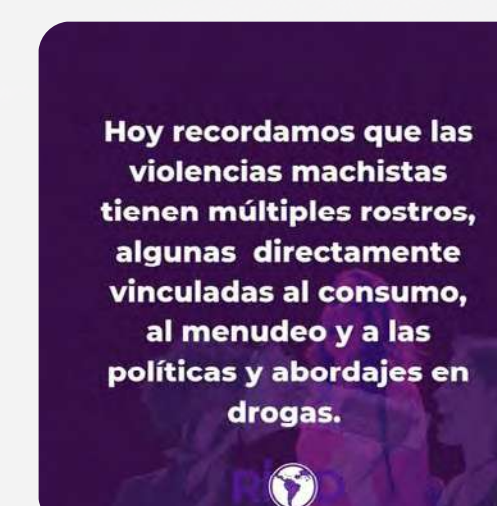 Hoy recordamos que las
violencias machistas
tienen múltiples rostros,
algunas  directamente
vinculadas al consumo,
al menudeo y a las
políticas y abordajes en
drogas.